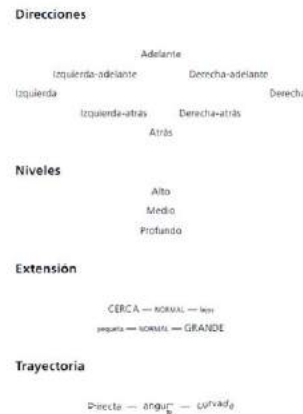 Direcciones
Adelante
Izquierda-adelante Derecha-adelante
Izquierda Derecha
Izquierda-atrás Derecha-atrás
Atrás
Niveles
Alto
Medio
Profundo
Extensión
CERCA — NORMAL — lejos
pequeña — NORMAL — GRANDE
Trayectoria
Directa — angular — curvada